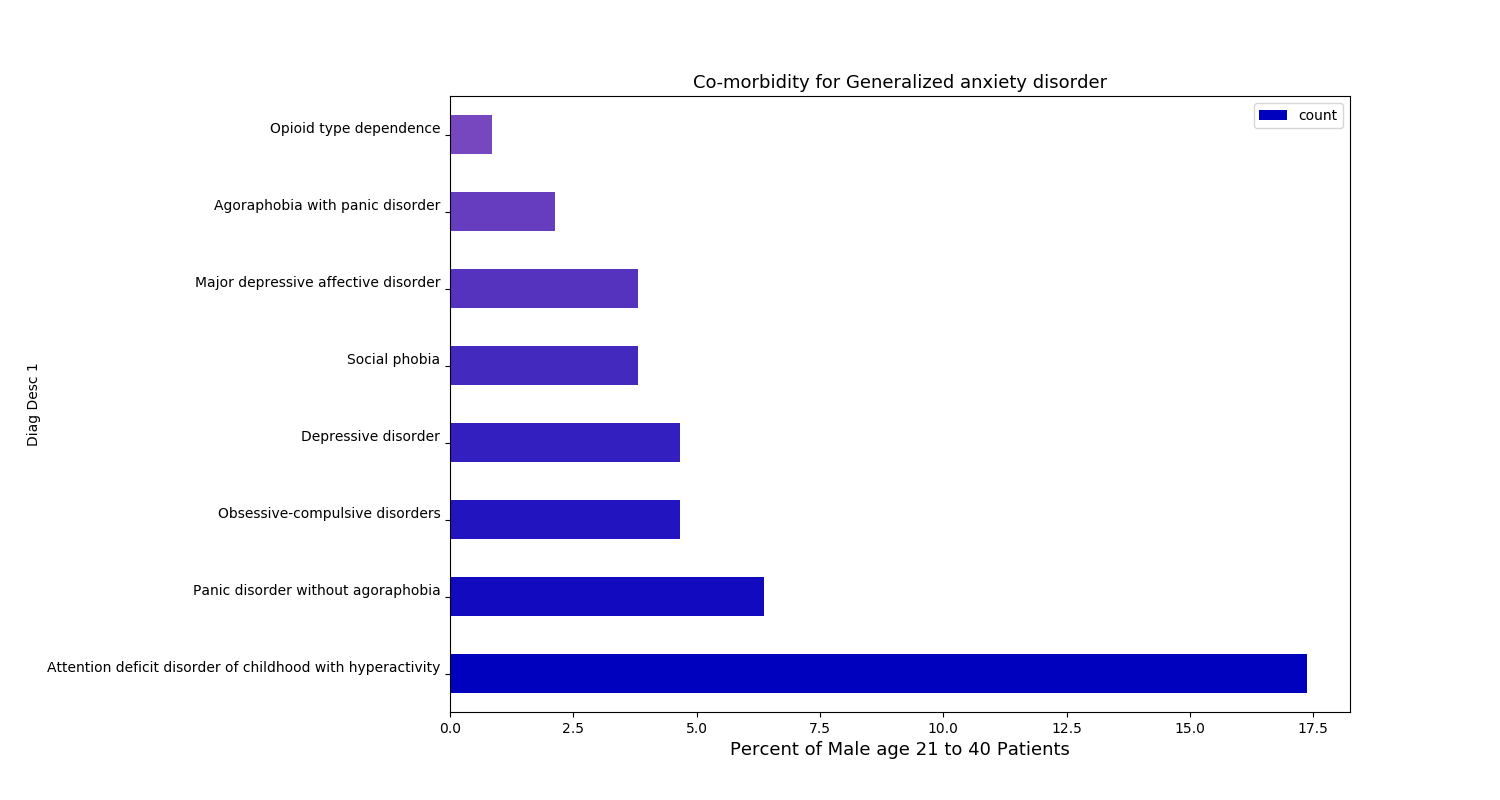 Co-morbidity for Generalized anxiety disorder
count
Opioid type dependence
Agoraphobia with panic disorder
Major depressive affective disorder
Social phobia
Depressive disorder
Obsessive-compulsive disorders
Panic disorder without agoraphobia
Attention deficit disorder of childhood with hyperactivity
Diag Desc 1
0.0 2.5 5.0 7.5 10.0 12.5 15.0 17.5
Percent of Male age 21 to 40 Patients